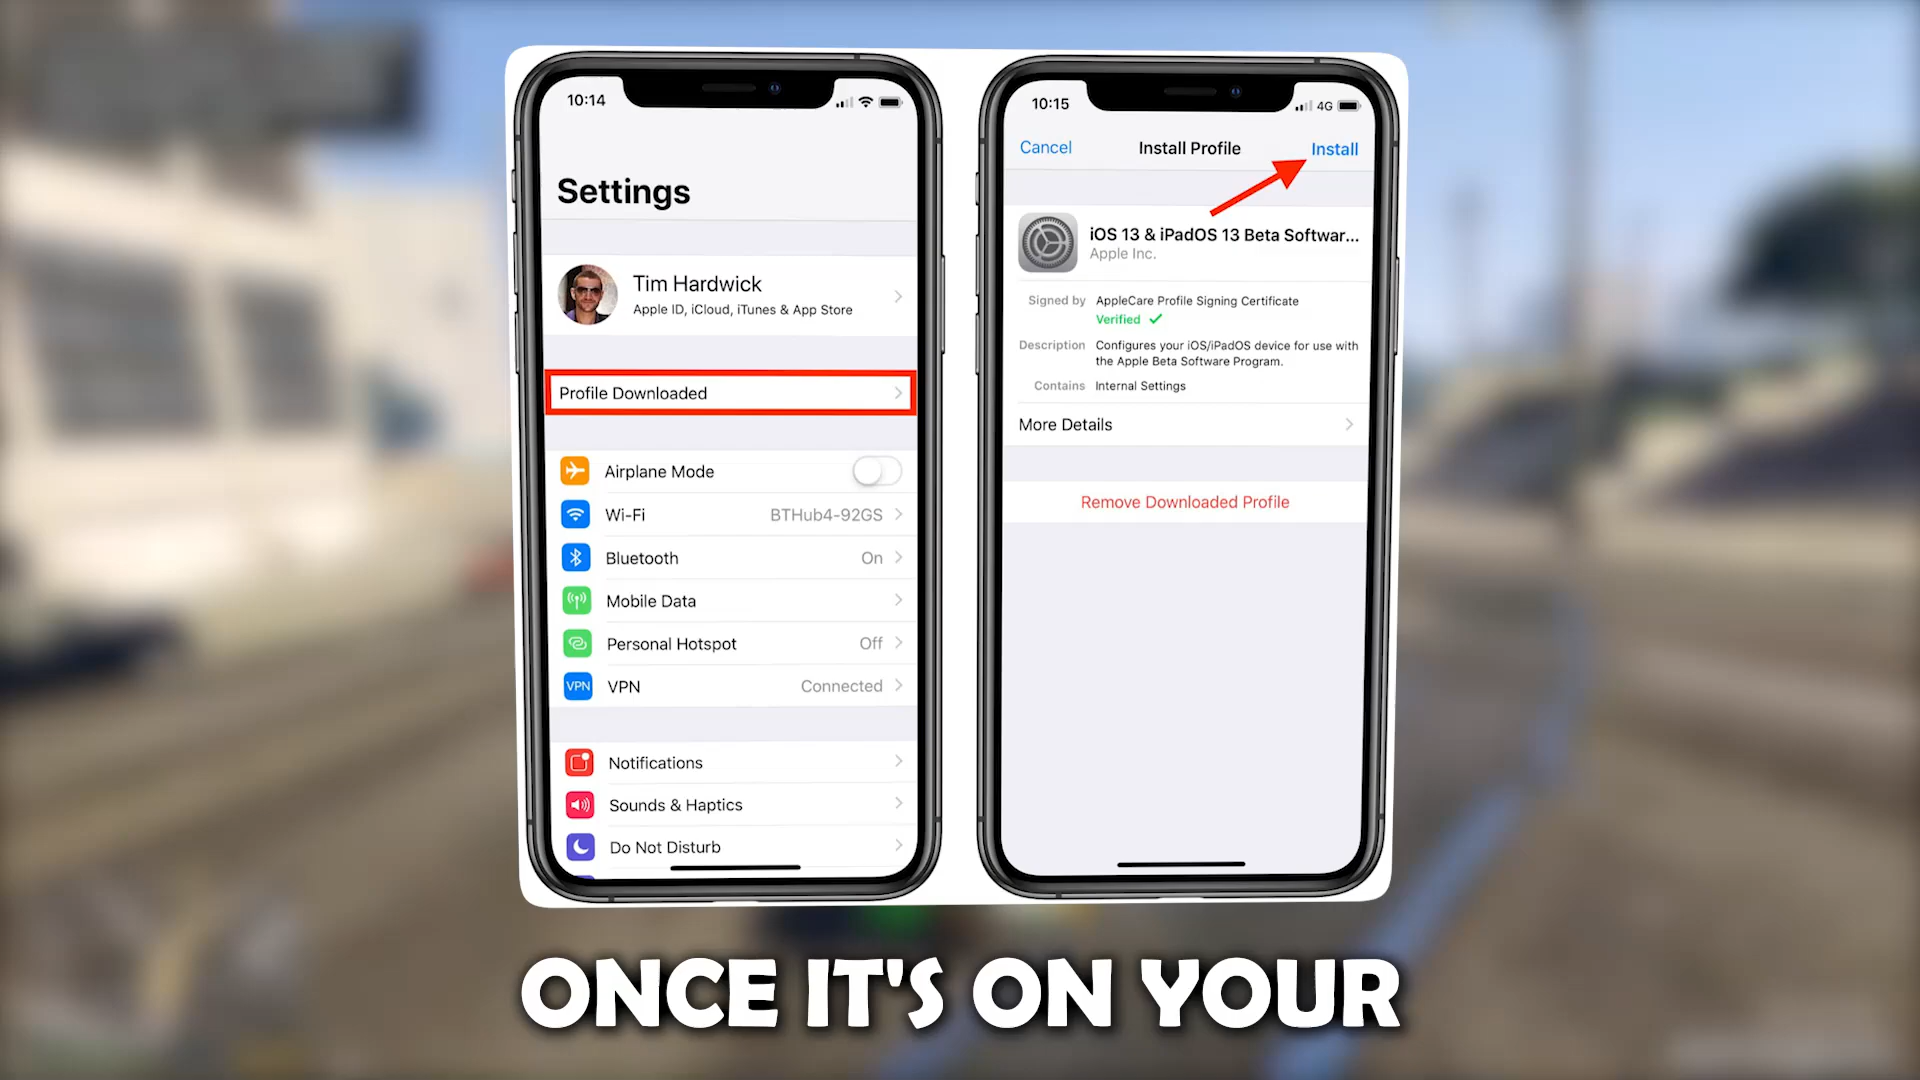 10:14
Settings
Tim Hardwick
Apple ID, iCloud, iTunes & App Store
Profile Downloaded
Airplane Mode
Wi-Fi BTHub4-92GS
Bluetooth On
Mobile Data
Personal Hotspot Off
VPN VPN Connected
Notifications
Sounds & Haptics
Do Not Disturb
10:15 4G
Cancel Install Profile Install
iOS 13 & iPadOS 13 Beta Softwar...
Apple Inc.
Signed by AppleCare Profile Signing Certificate
Verified
Description Configures your iOS/iPadOS device for use with
the Apple Beta Software Program.
Contains Internal Settings
More Details
Remove Downloaded Profile
ONCE IT'S ON YOUR